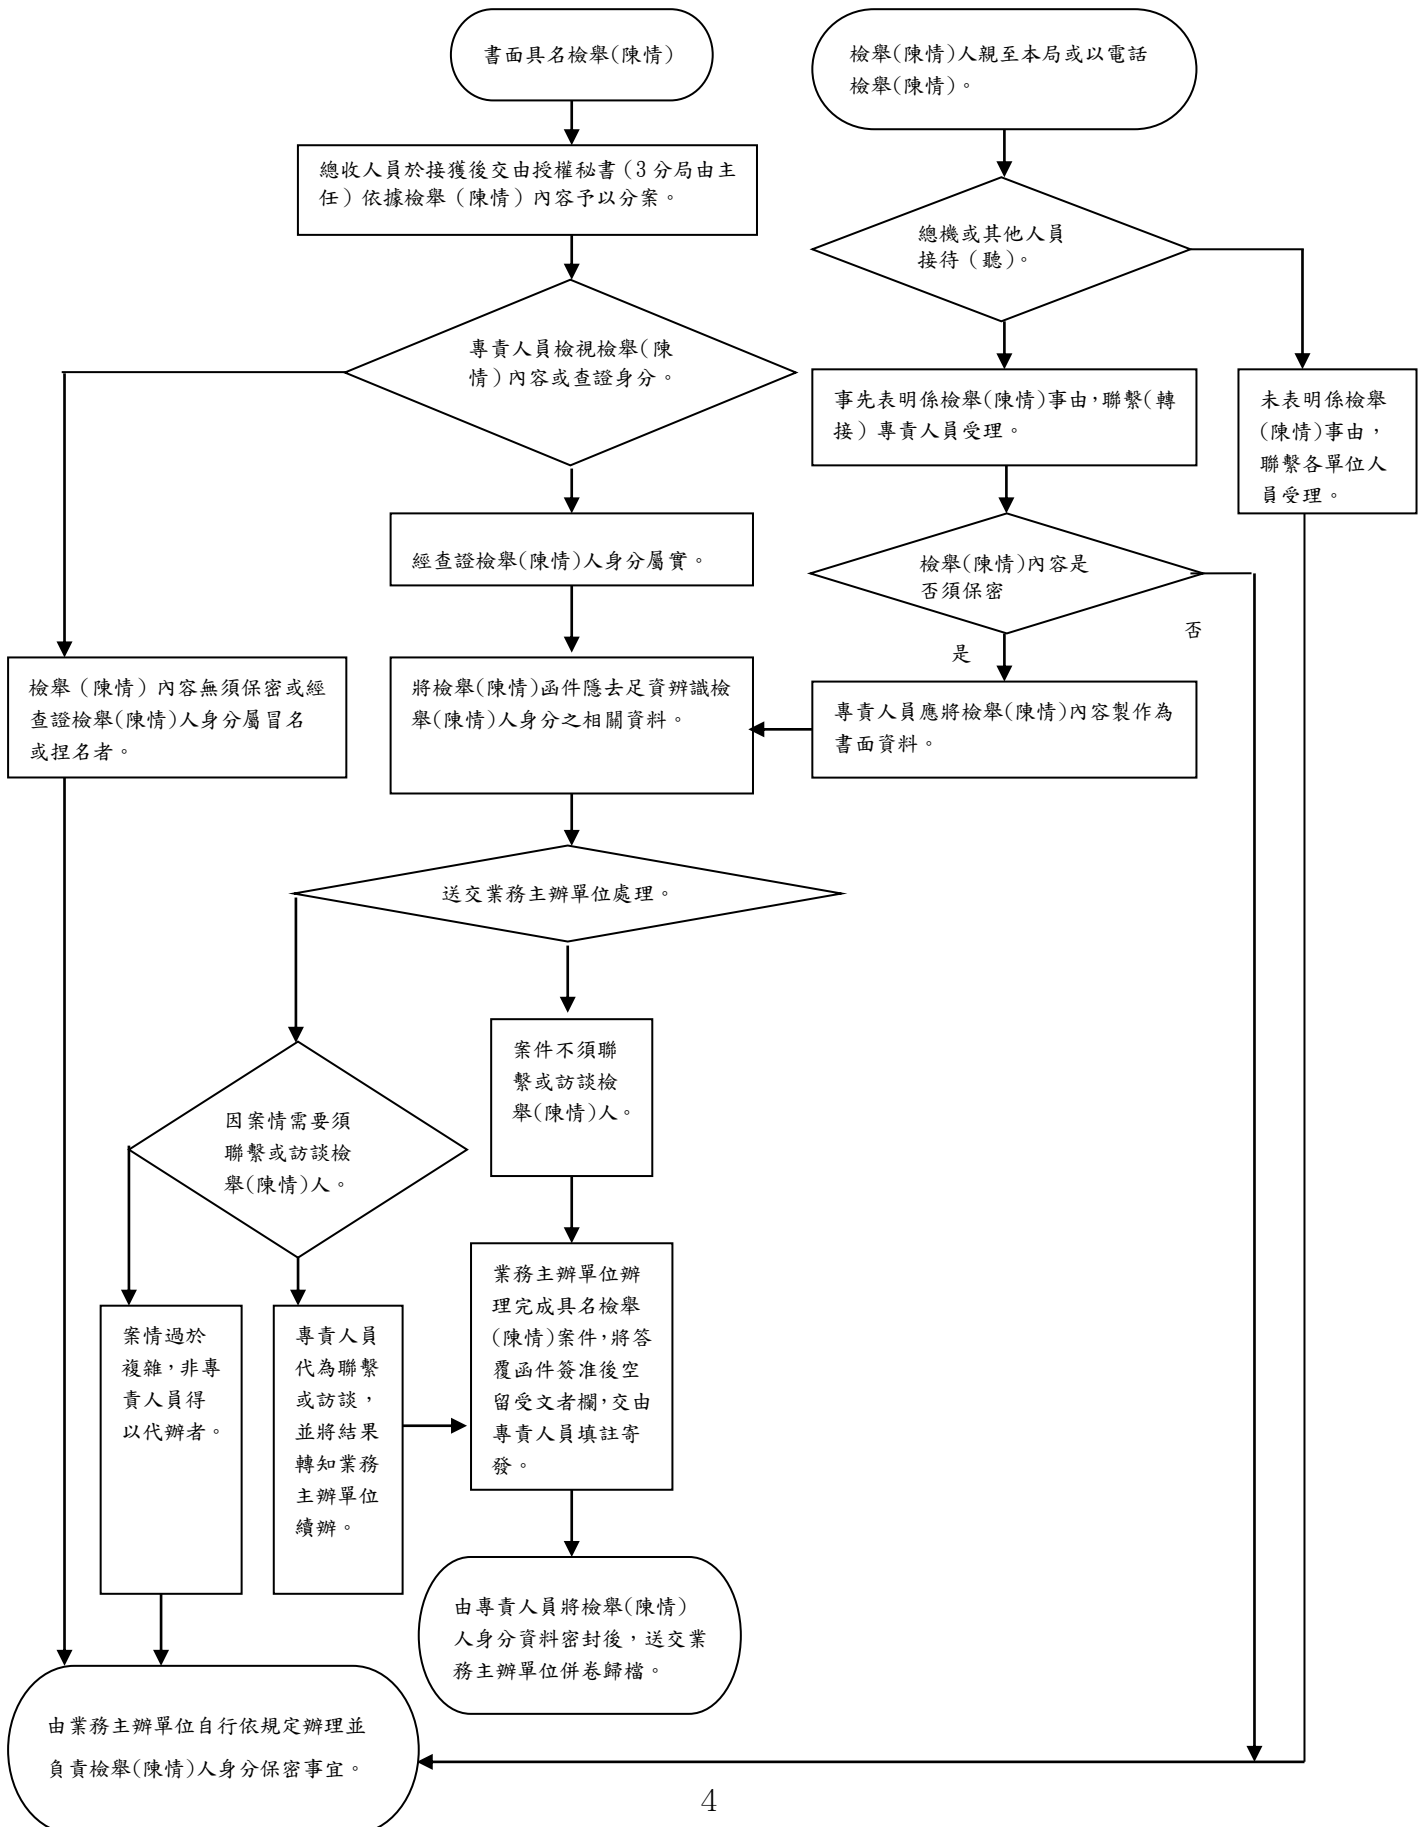 書面具名檢舉(陳情)
檢舉(陳情)人親至本局或以電話
檢舉(陳情)。
總收人員於接獲後交由授權秘書（3分局由主
任）依據檢舉（陳情）內容予以分案。
總機或其他人員
接待（聽）。
專責人員檢視檢舉(陳
情）內容或查證身分。
事先表明係檢舉(陳情)事由，聯繫(轉
接）專責人員受理。
未表明係檢舉
(陳情)事由，
聯繫各單位人
員受理。
經查證檢舉(陳情)人身分屬實。
檢舉(陳情)內容是
否須保密
否
是
檢舉（陳情）內容無須保密或經
查證檢舉(陳情)人身分屬冒名
或捏名者。
將檢舉(陳情)函件隱去足資辨識檢
舉(陳情)人身分之相關資料。
專責人員應將檢舉(陳情)內容製作為
書面資料。
送交業務主辦單位處理。
因案情需要須
聯繫或訪談檢
舉(陳情)人。
案件不須聯
繫或訪談檢
舉(陳情)人。
案情過於
複雜，非專
責人員得
以代辦者。
專責人員
代為聯繫
或訪談，
並將結果
轉知業務
主辦單位
續辦。
業務主辦單位辦
理完成具名檢舉
(陳情)案件，將答
覆函件簽准後空
留受文者欄，交由
專責人員填註寄
發。
由專責人員將檢舉(陳情)
人身分資料密封後，送交業
務主辦單位併卷歸檔。
由業務主辦單位自行依規定辦理並
負責檢舉(陳情)人身分保密事宜。
4